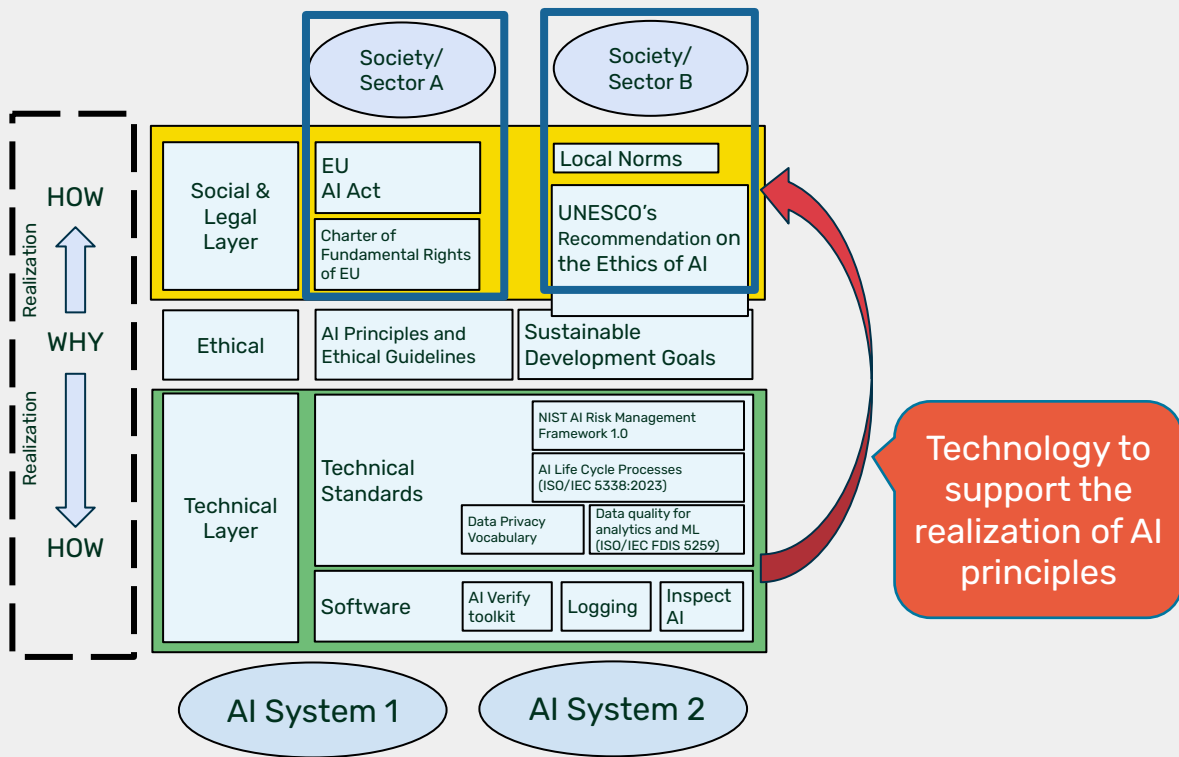 Society/
Sector A
Society/
Sector B
HOW
Realization
WHY
Realization
HOW
Social &
Legal
Layer
EU
AI Act
Charter of
Fundamental Rights
of EU
Local Norms
UNESCO's
Recommendation on
the Ethics of AI
Ethical
AI Principles and
Ethical Guidelines
Sustainable
Development Goals
Technical
Layer
Technical
Standards
NIST AI Risk Management
Framework 1.0
AI Life Cycle Processes
(ISO/IEC 5338:2023)
Data Privacy
Vocabulary
Data quality for
analytics and ML
(ISO/IEC FDIS 5259)
Software
AI Verify
toolkit
Logging
Inspect
AI
Technology to
support the
realization of AI
principles
AI System 1
AI System 2